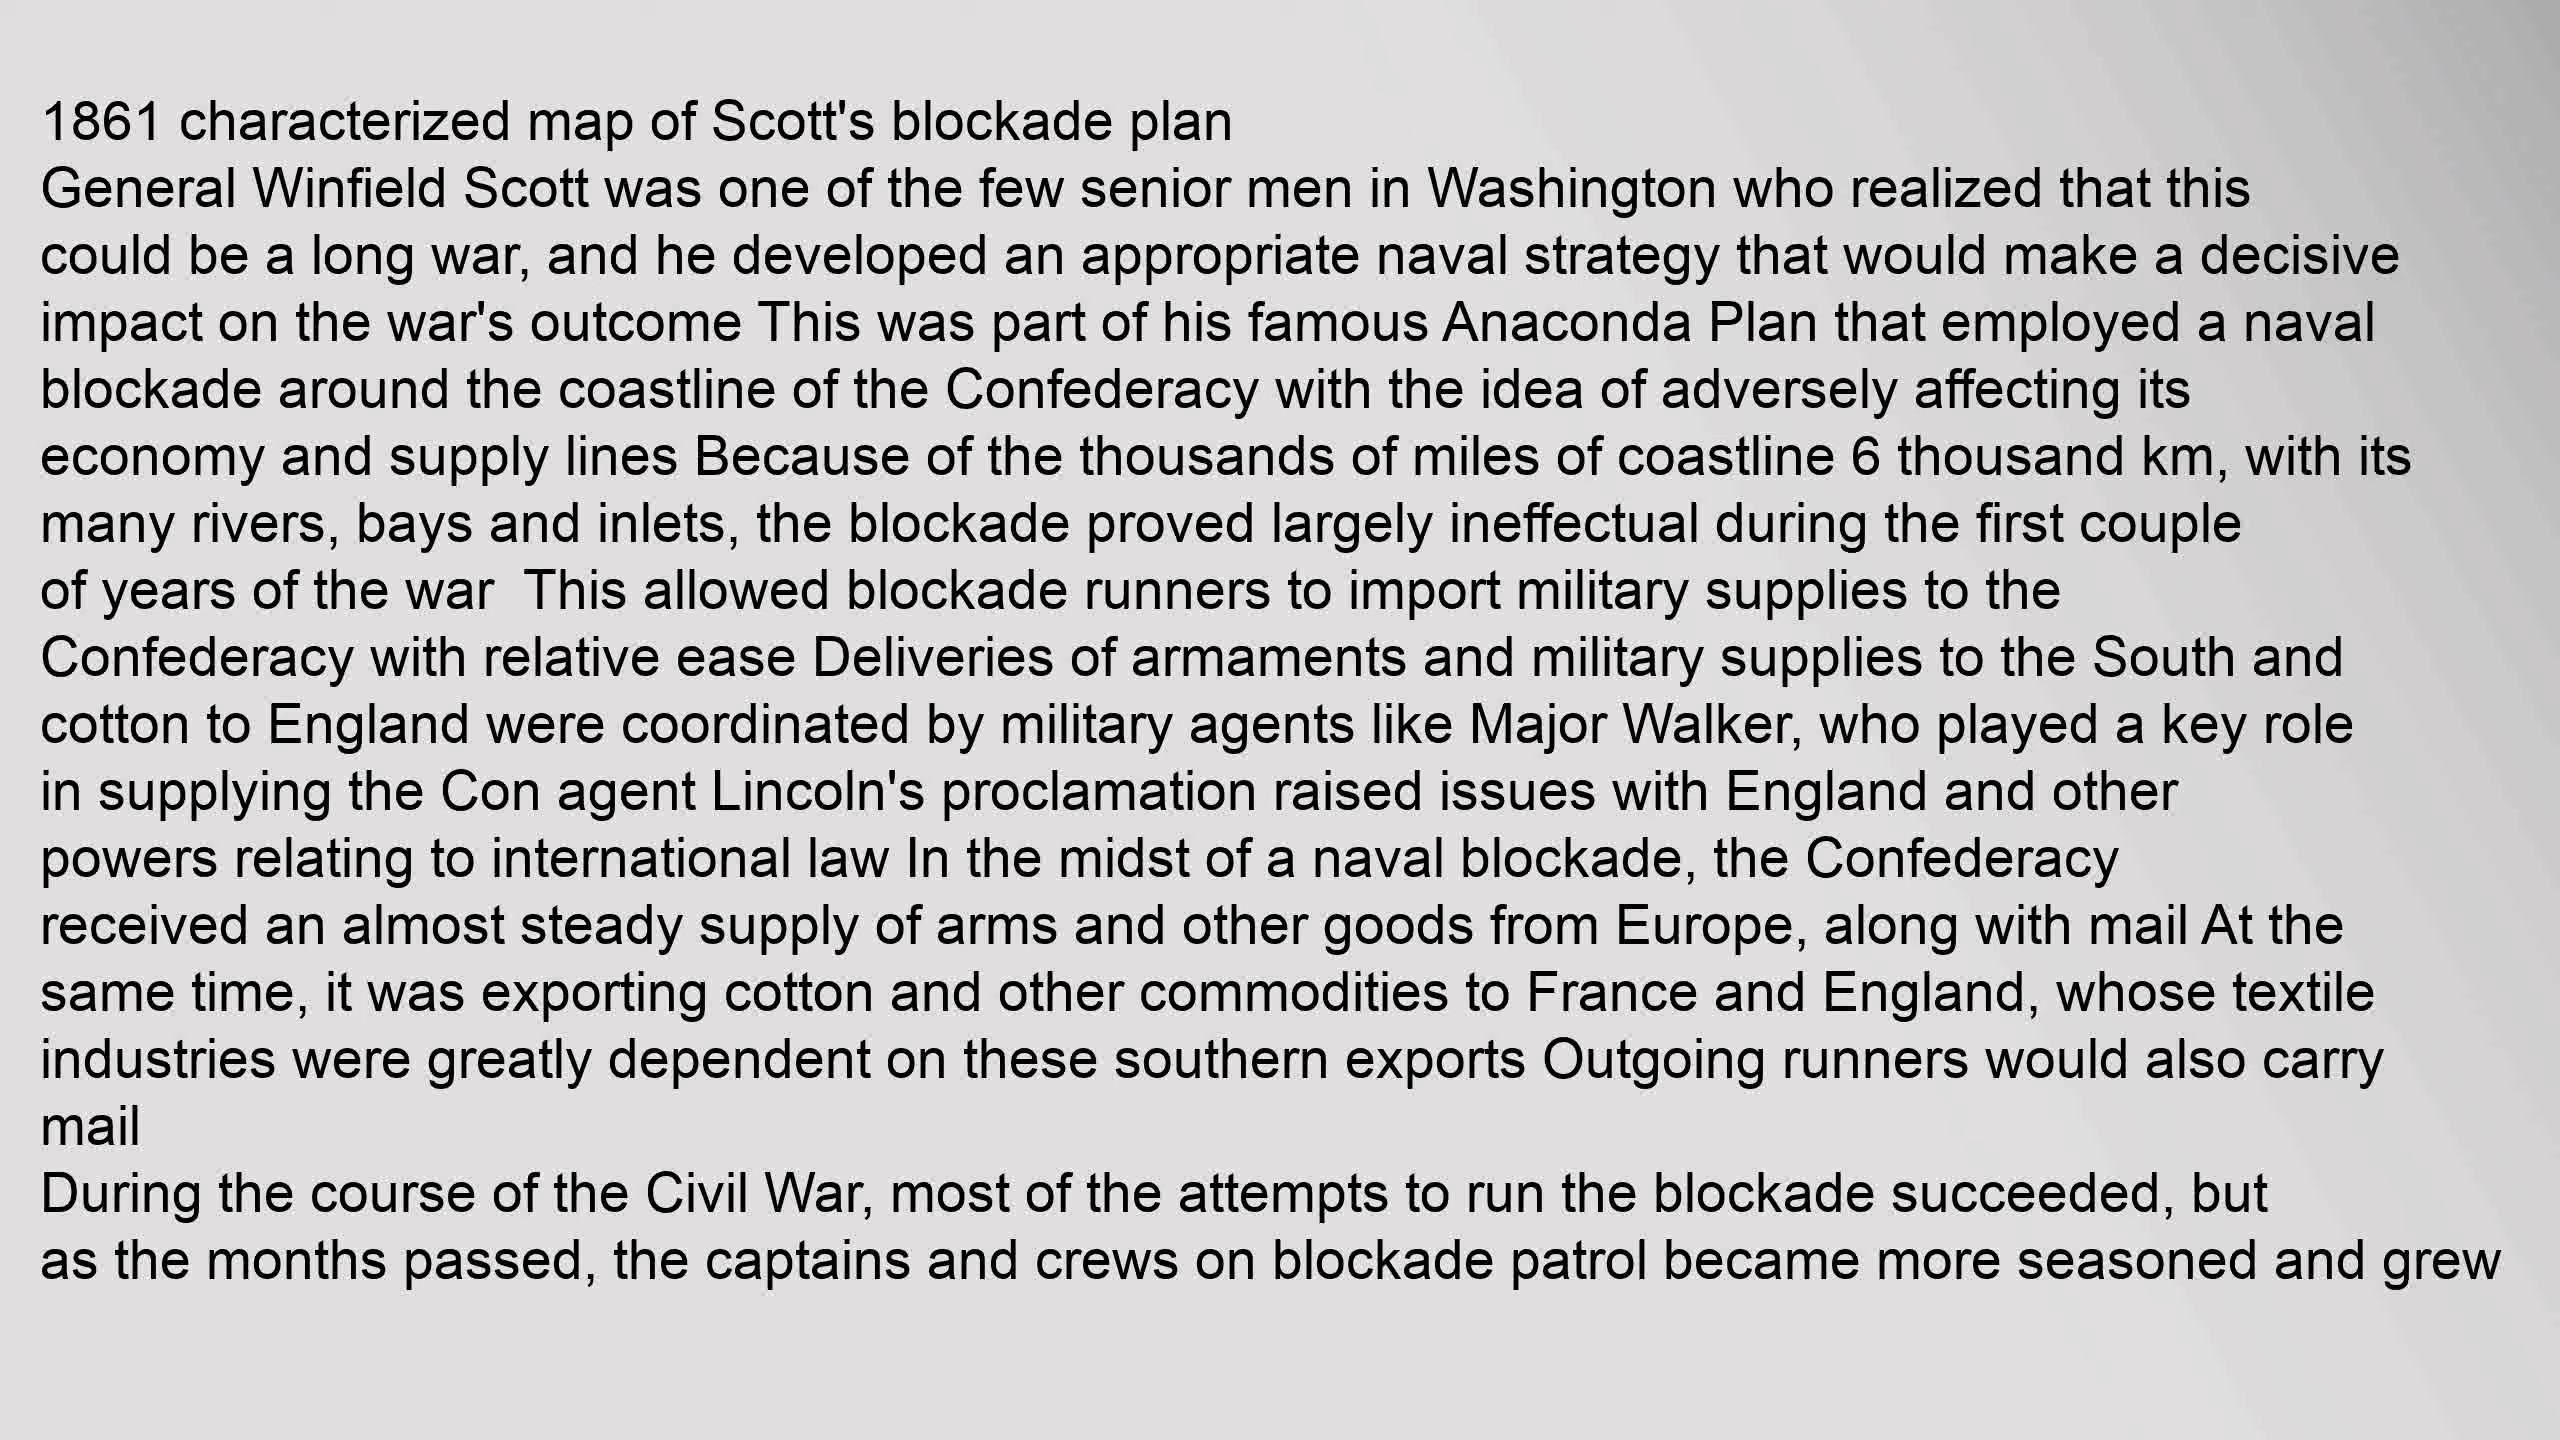 1861 characterized map of Scott's blockade plan
General Winfield Scott was one of the few senior men in Washington who realized that this
could be a long war, and he developed an appropriate naval strategy that would make a decisive
impact on the war's outcome This was part of his famous Anaconda Plan that employed a naval
blockade around the coastline of the Confederacy with the idea of adversely affecting its
economy and supply lines Because of the thousands of miles of coastline 6 thousand km, with its
many rivers, bays and inlets, the blockade proved largely ineffectual during the first couple
of years of the war  This allowed blockade runners to import military supplies to the
Confederacy with relative ease Deliveries of armaments and military supplies to the South and
cotton to England were coordinated by military agents like Major Walker, who played a key role
in supplying the Con agent Lincoln's proclamation raised issues with England and other
powers relating to international law In the midst of a naval blockade, the Confederacy
received an almost steady supply of arms and other goods from Europe, along with mail At the
same time, it was exporting cotton and other commodities to France and England, whose textile
industries were greatly dependent on these southern exports Outgoing runners would also carry
mail
During the course of the Civil War, most of the attempts to run the blockade succeeded, but
as the months passed, the captains and crews on blockade patrol became more seasoned and grew